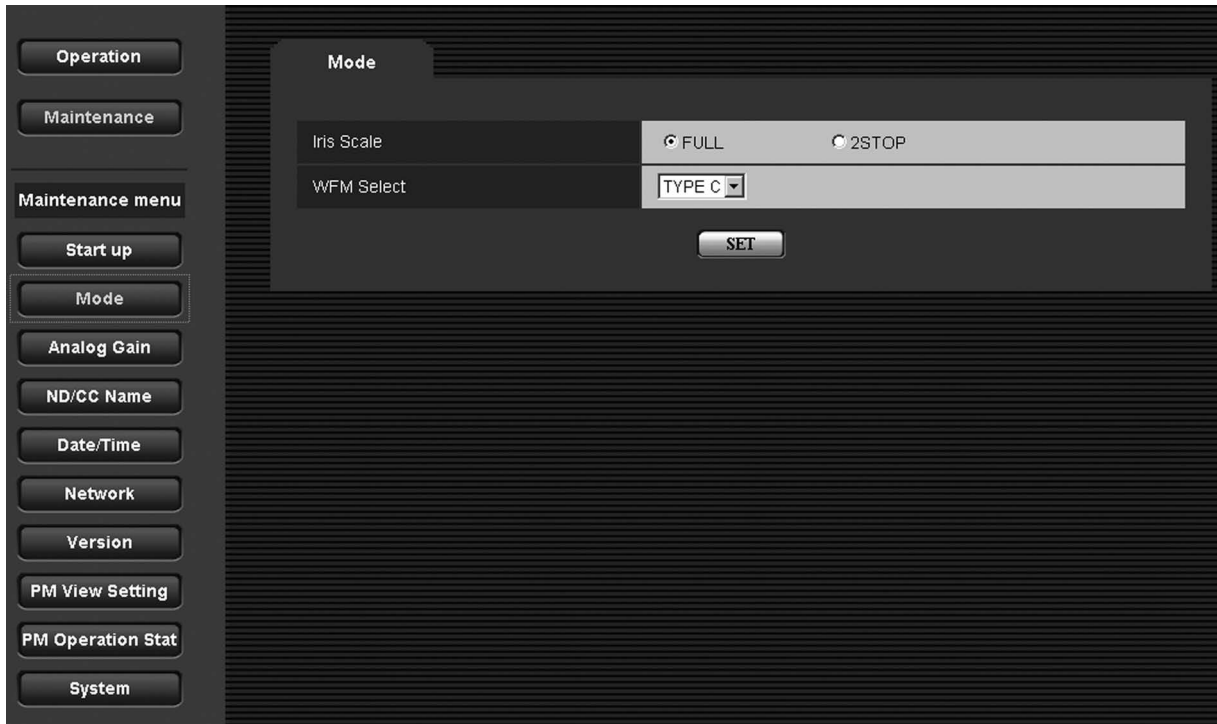 Operation
Maintenance
Maintenance menu
Start up
Mode
Analog Gain
ND/CC Name
Date/Time
Network
Version
PM View Setting
PM Operation Stat
System
Mode
Iris Scale FULL 2STOP
WFM Select TYPE C
SET